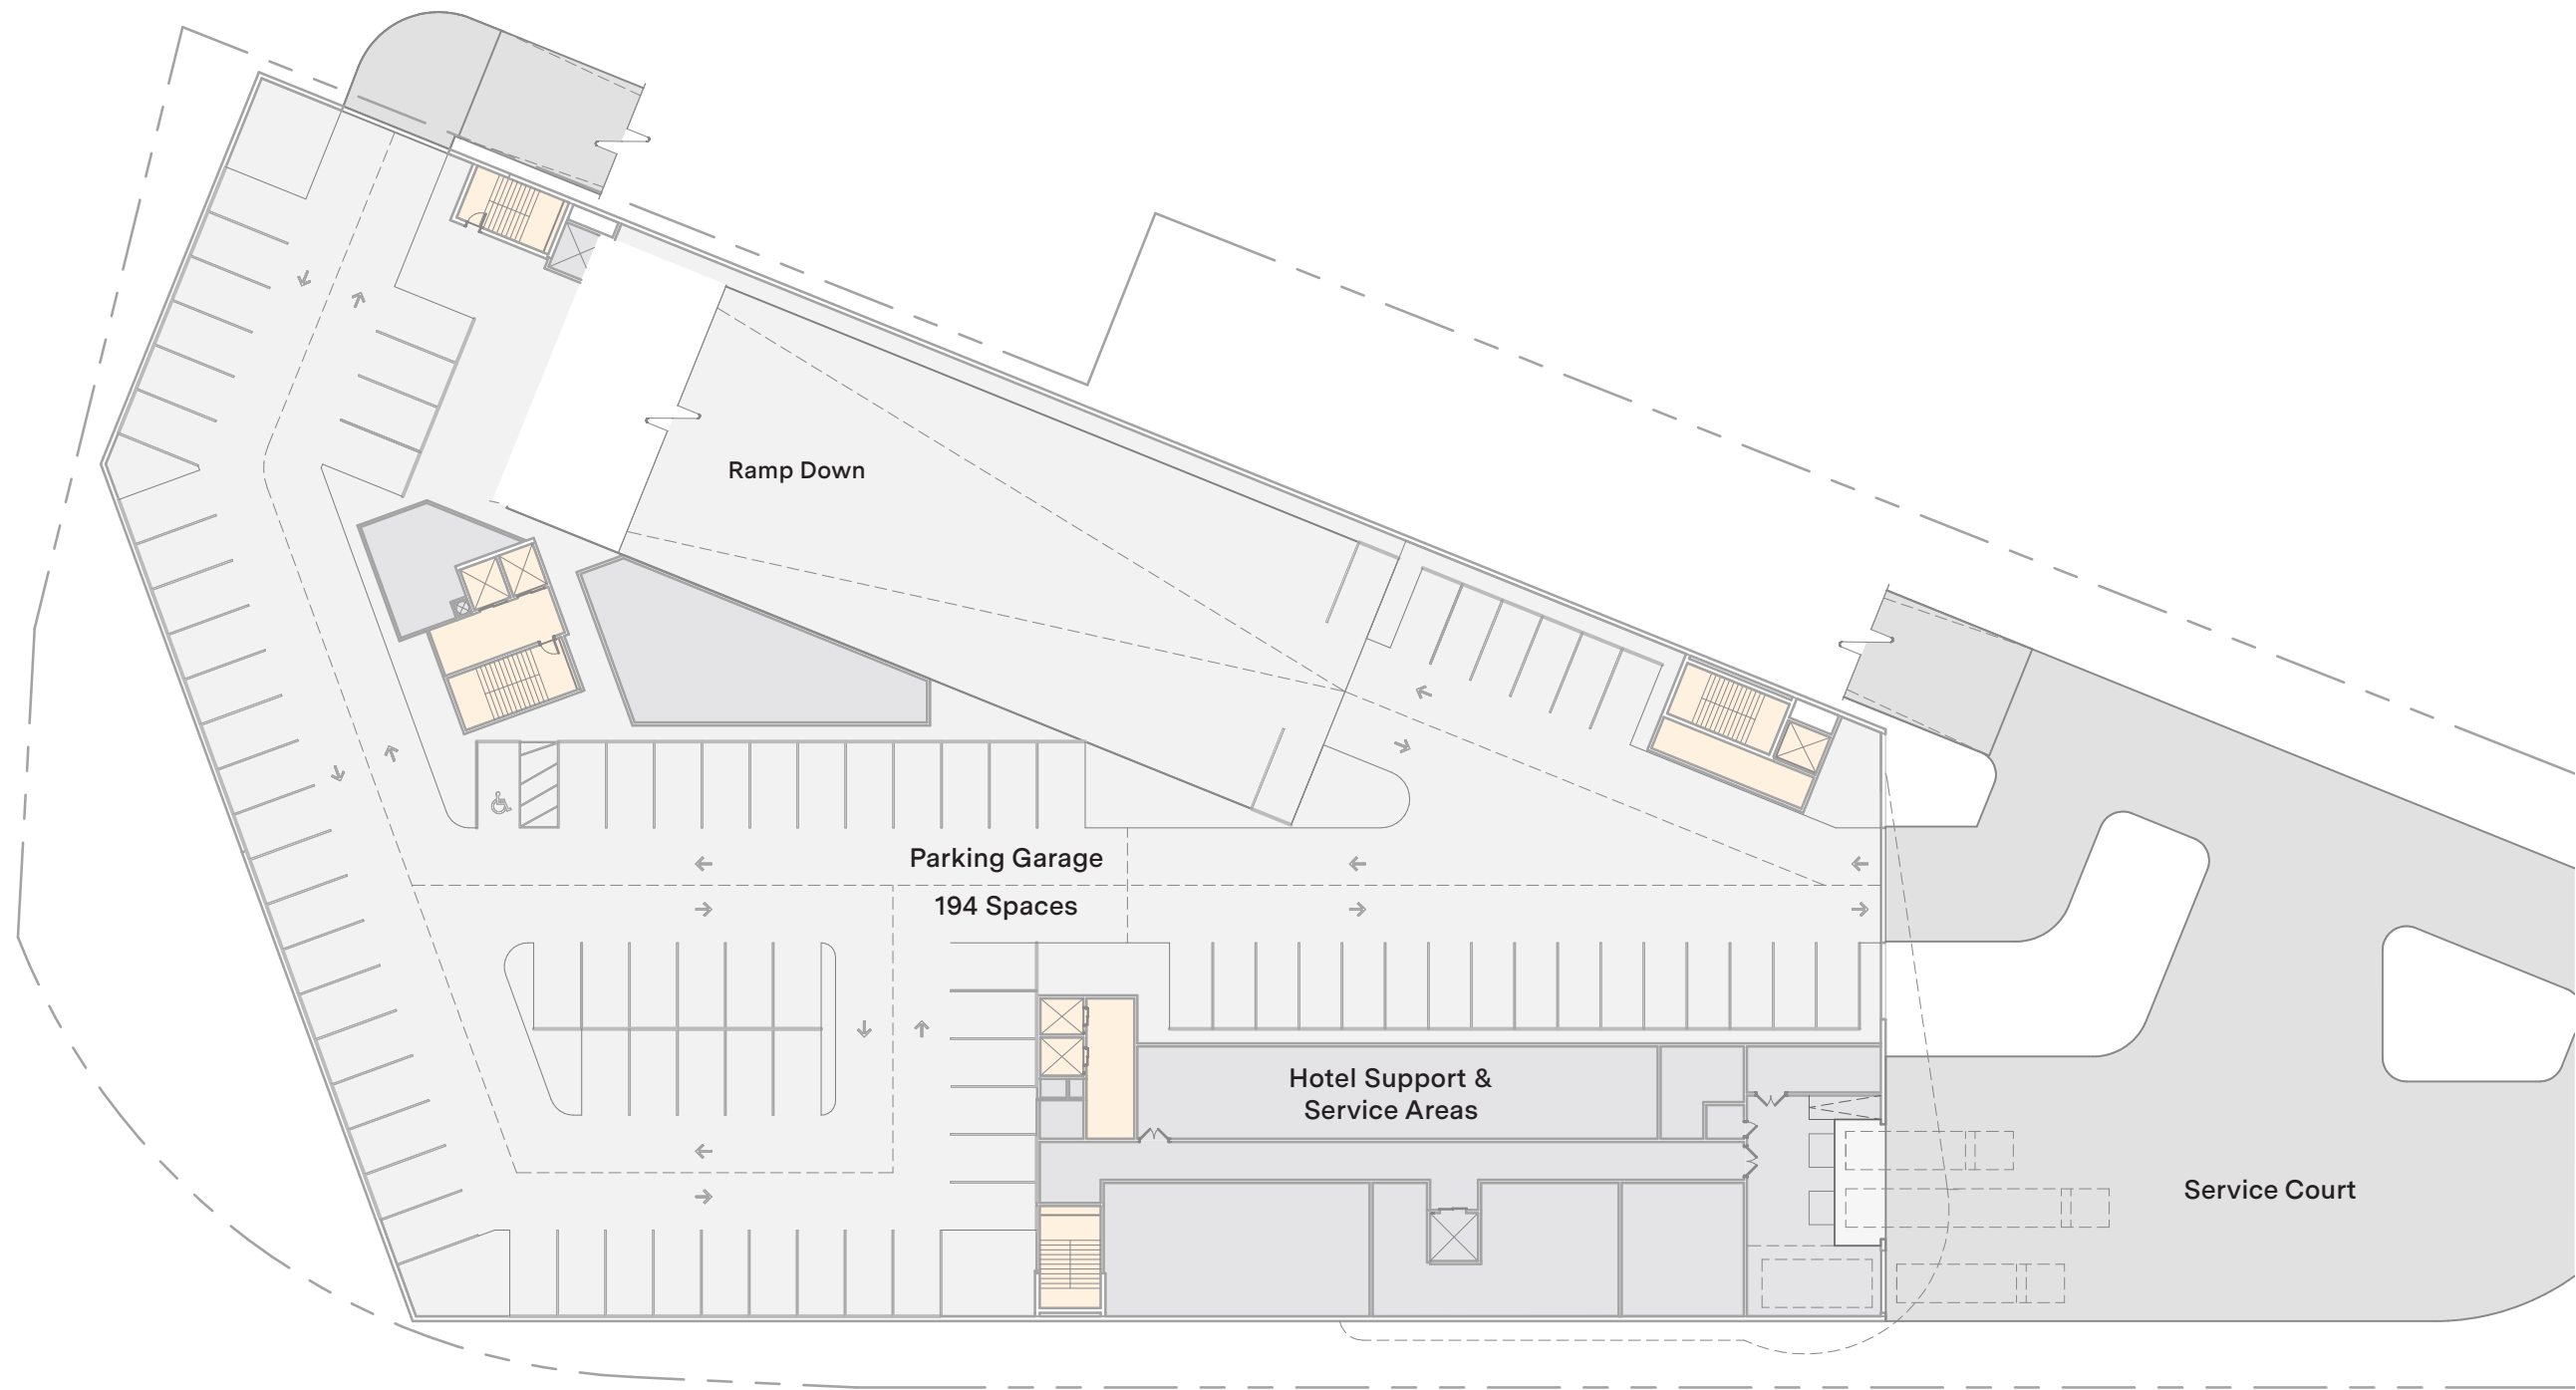 Ramp Down
Parking Garage
194 Spaces
Hotel Support &
Service Areas
Service Court